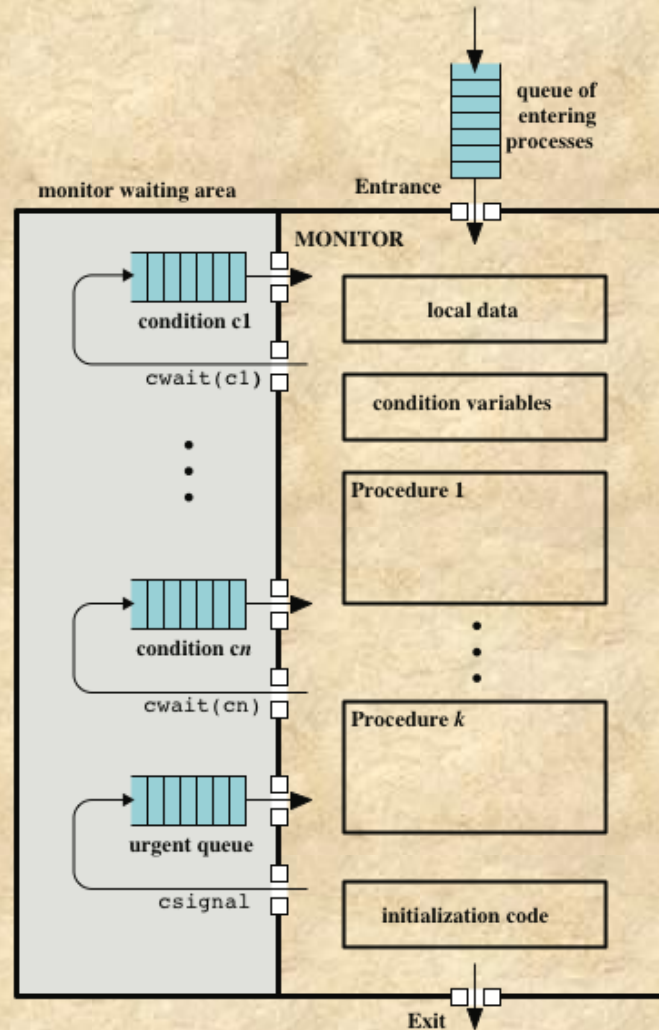 queue of
entering
processes
Entrance
monitor waiting area
MONITOR
condition c1
local data
cwait(c1)
condition variables
Procedure 1
condition cn
cwait(cn)
Procedure k
urgent queue
csignal
initialization code
Exit